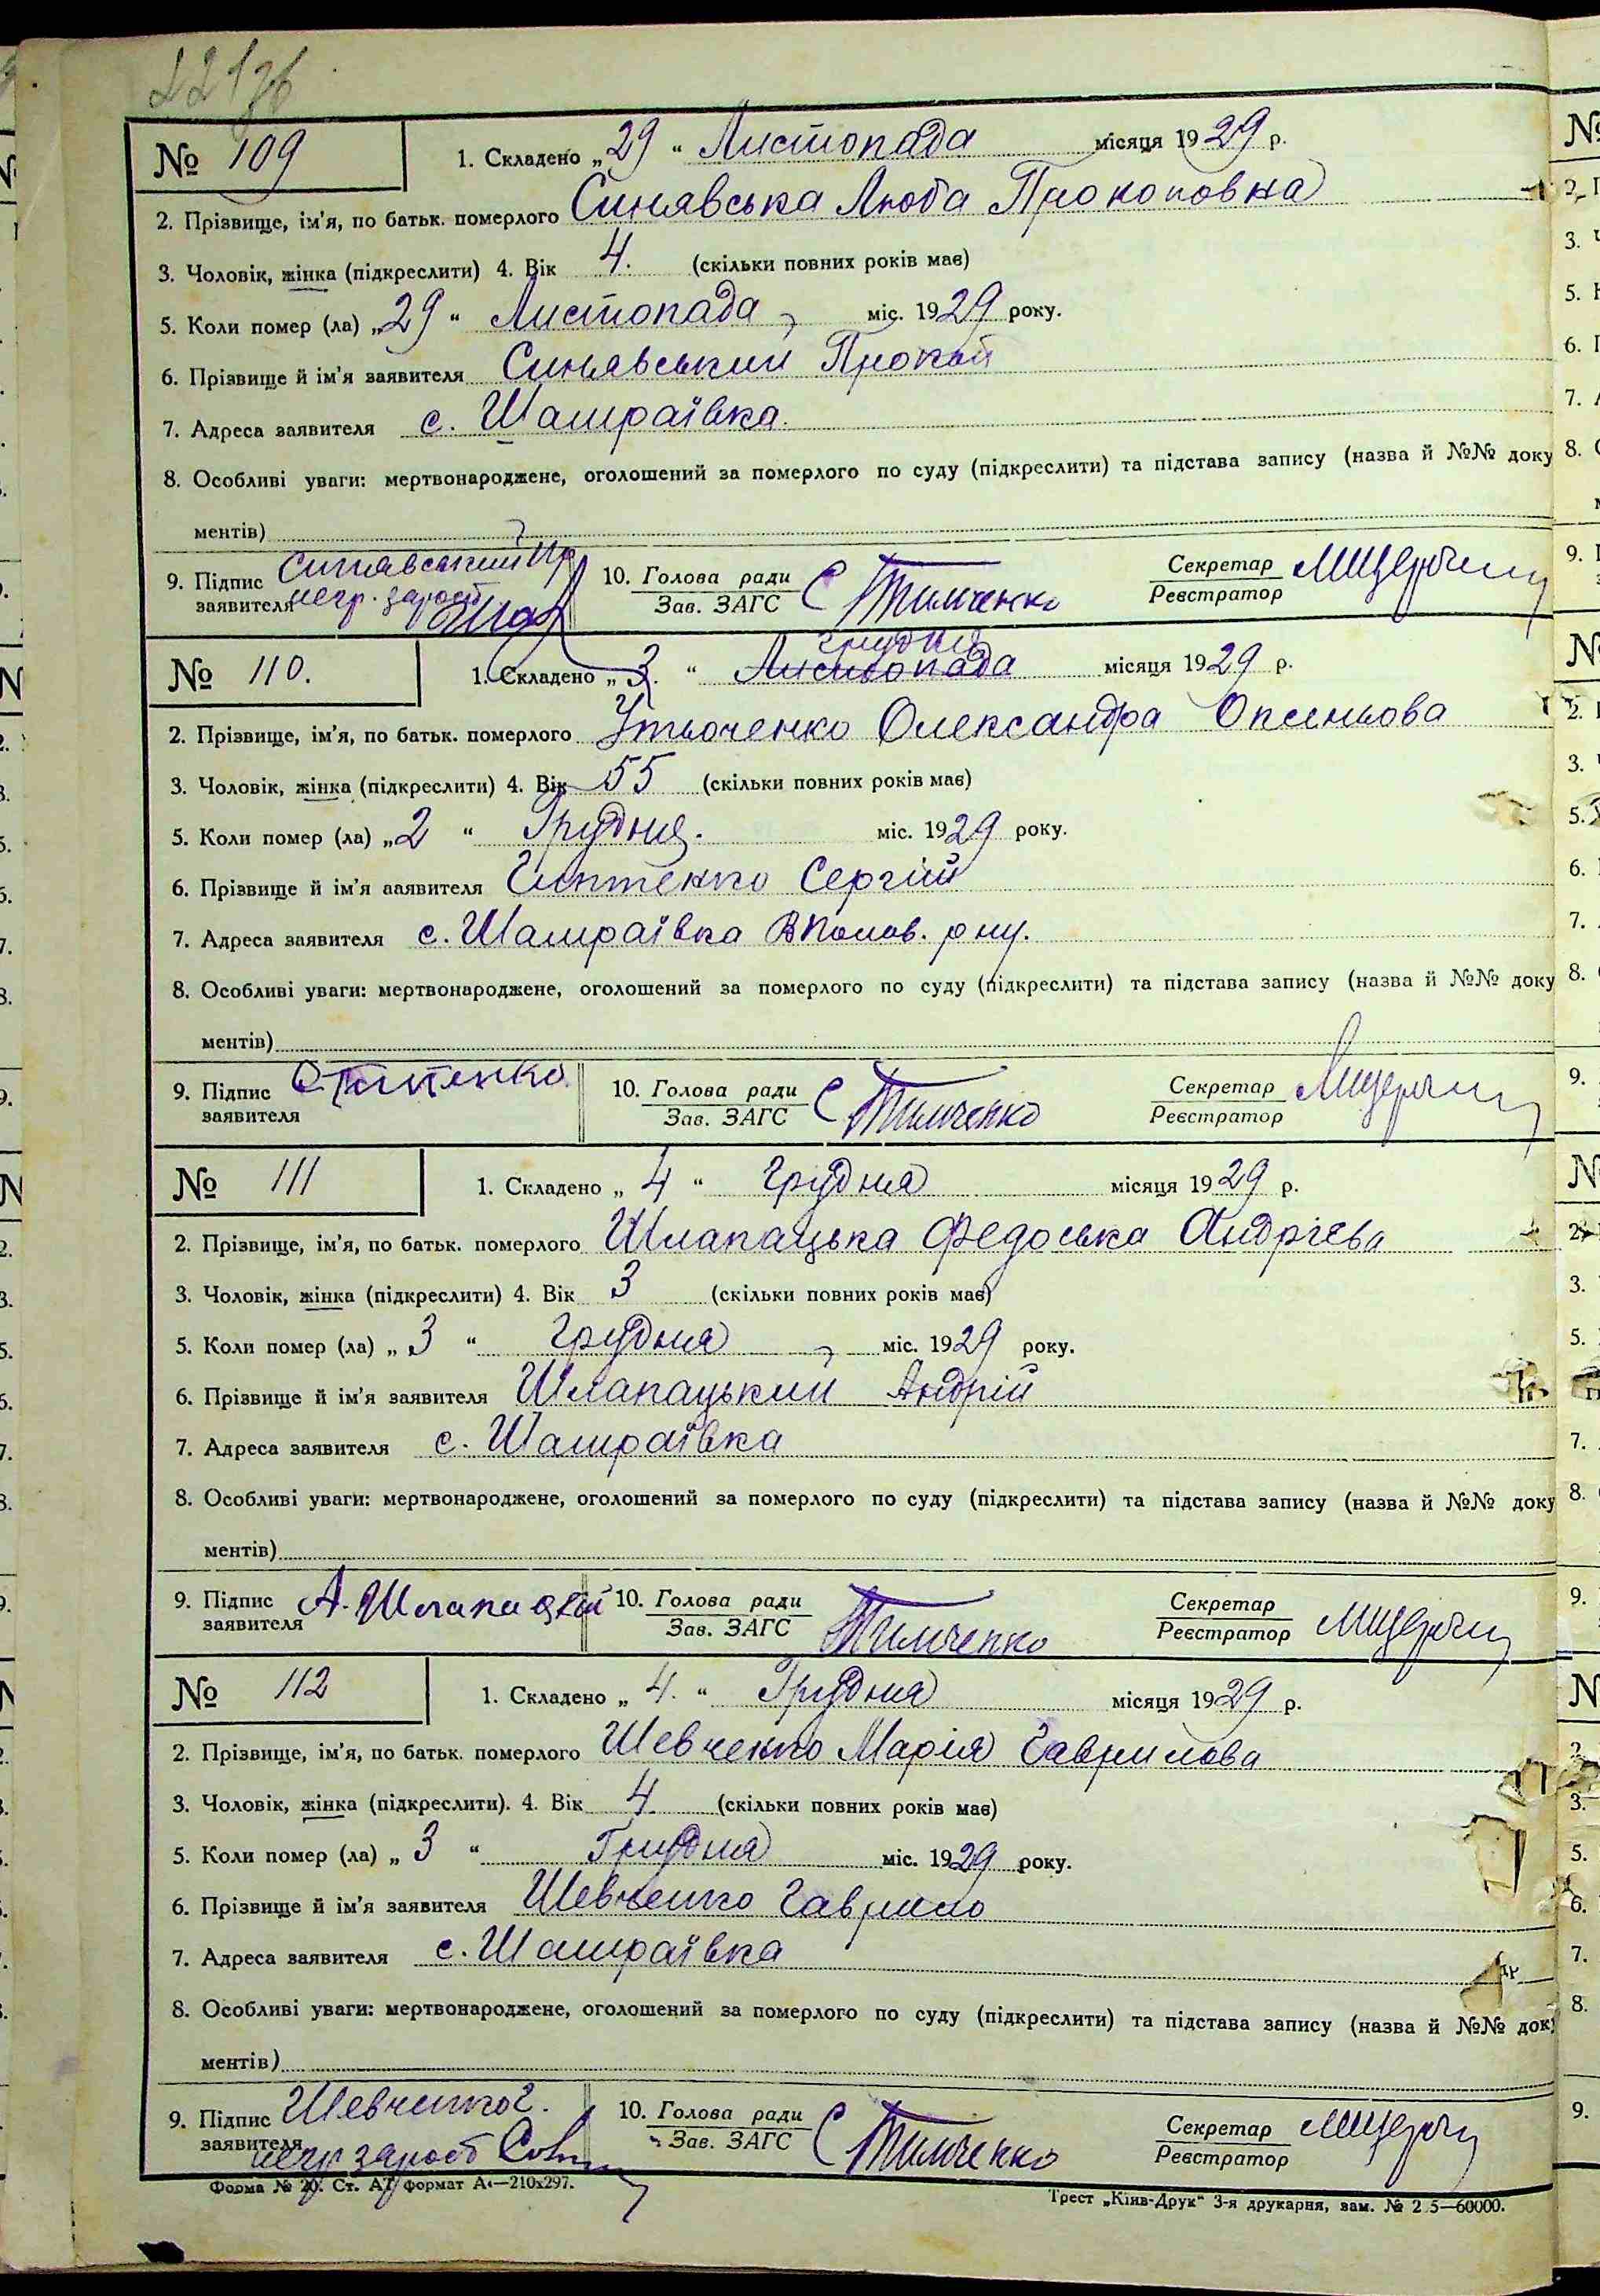 № 109
1. Складено „29“ Листопада місяця 1929 р.
2. Прізвище, ім'я, по батьк. померлого Синявська Люба Прокоповна
3. Чоловік, жінка (підкреслити) 4. Вік 4. (скільки повних років має)
5. Коли помер (ла) „29“ Листопада міс. 1929 року.
6. Прізвище й ім'я заявителя Синявський Прокіп
7. Адреса заявителя с. Шамраївка.
8. Особливі уваги: мертвонароджене, оголошений за померлого по суду (підкреслити) та підстава запису (назва й №№ доку
ментів)
9. Підпис заявителя Синявський Пр
негр.
10. Голова ради Зав. ЗАГС С Тимченко
Секретар Реєстратор
№ 110.
грудня
1. Складено „3.“ Листопада місяця 1929 р.
2. Прізвище, ім'я, по батьк. померлого Олександра
3. Чоловік, жінка (підкреслити) 4. Вік 55 (скільки повних років має)
5. Коли помер (ла) „2“ Грудня. міс. 1929 року.
6. Прізвище й ім'я заявителя Сергій
7. Адреса заявителя с. Шамраївка р ну.
8. Особливі уваги: мертвонароджене, оголошений за померлого по суду (підкреслити) та підстава запису (назва й №№ доку
ментів)
9. Підпис заявителя
10. Голова ради Зав. ЗАГС С Тимченко
Секретар Реєстратор
№ 111
1. Складено „4“ грудня місяця 1929 р.
2. Прізвище, ім'я, по батьк. померлого Шлапацька Федоська Андрієва
3. Чоловік, жінка (підкреслити) 4. Вік 3 (скільки повних років має)
5. Коли помер (ла) „3“ грудня міс. 1929 року.
6. Прізвище й ім'я заявителя Шлапацький Андрій
7. Адреса заявителя с. Шамраївка
8. Особливі уваги: мертвонароджене, оголошений за померлого по суду (підкреслити) та підстава запису (назва й №№ доку
ментів)
9. Підпис заявителя А. Шлапацкій
10. Голова ради Зав. ЗАГС Тимченко
Секретар Реєстратор
№ 112
1. Складено „4.“ Грудня місяця 1929 р.
2. Прізвище, ім'я, по батьк. померлого Шевченко Марія Гаврилова
3. Чоловік, жінка (підкреслити). 4. Вік 4. (скільки повних років має)
5. Коли помер (ла) „3“ Грудня міс. 1929 року.
6. Прізвище й ім'я заявителя Шевченко Гаврило
7. Адреса заявителя с. Шамраївка
8. Особливі уваги: мертвонароджене, оголошений за померлого по суду (підкреслити) та підстава запису (назва й №№ док
ментів)
9. Підпис заявителя Шевченко Г.
негр
10. Голова ради Зав. ЗАГС С Тимченко
Секретар Реєстратор
Форма № 20. Ст. АТ формат А4—210х297.
Трест „Київ-Друк“ 3-я друкарня, зам. № 2 5—60000.